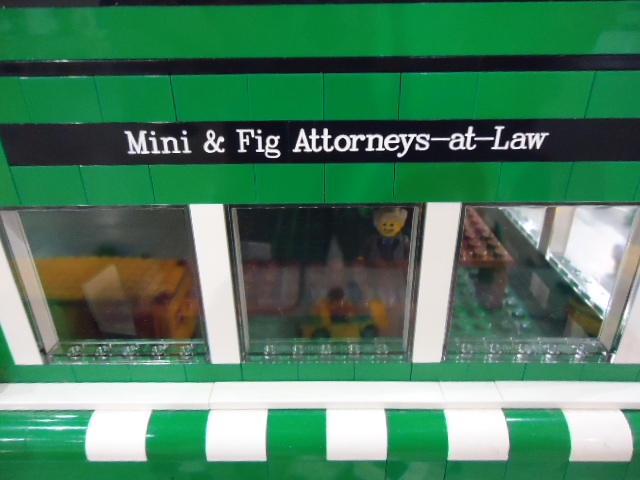 Mini & Fig Attorneys-at-Law